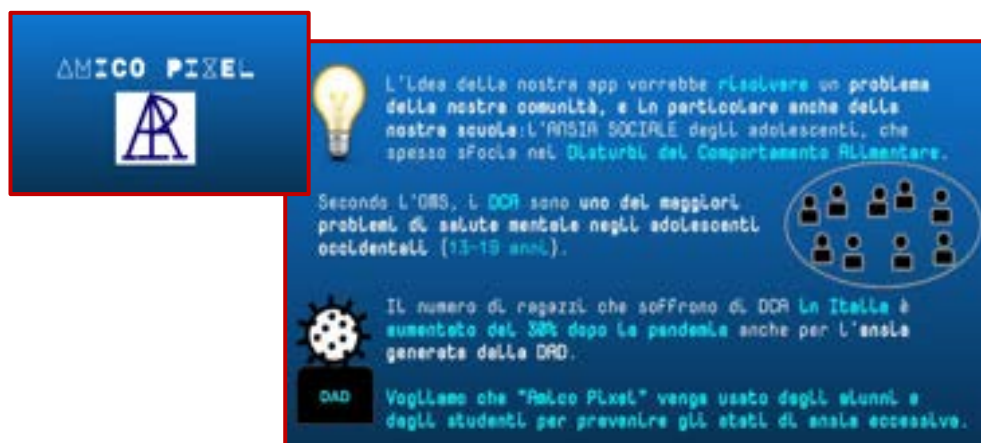 AMICO PIXEL
L'idea della nostra app vorrebbe risolvere un problema
della nostra comunità, e in particolare anche della
nostra scuola:L'ANSIA SOCIALE degli adolescenti, che
spesso sfocia nei Disturbi del Comportamento Alimentare.
Secondo L'OMS, i DCA sono uno dei maggiori
problemi di salute mentale negli adolescenti
occidentali (13-19 anni).
Il numero di ragazzi che soffrono di DCA in Italia è
aumentato del 30% dopo la pandemia anche per L'ansia
generata dalla DAD.
DAD
Vogliamo che "Amico Pixel" venga usato dagli alunni e
dagli studenti per prevenire gli stati di ansia eccessiva.